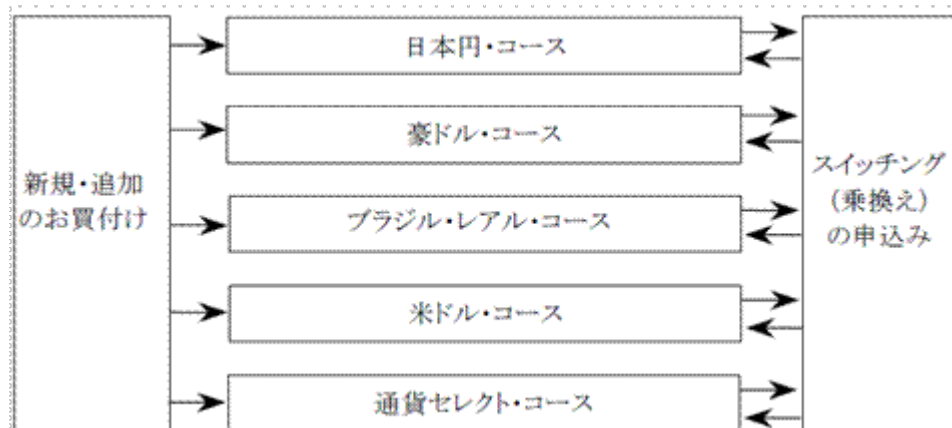 新規・追加
のお買付け
日本円・コース
豪ドル・コース
ブラジル・レアル・コース
米ドル・コース
通貨セレクト・コース
スイッチング
(乗換え)
の申込み